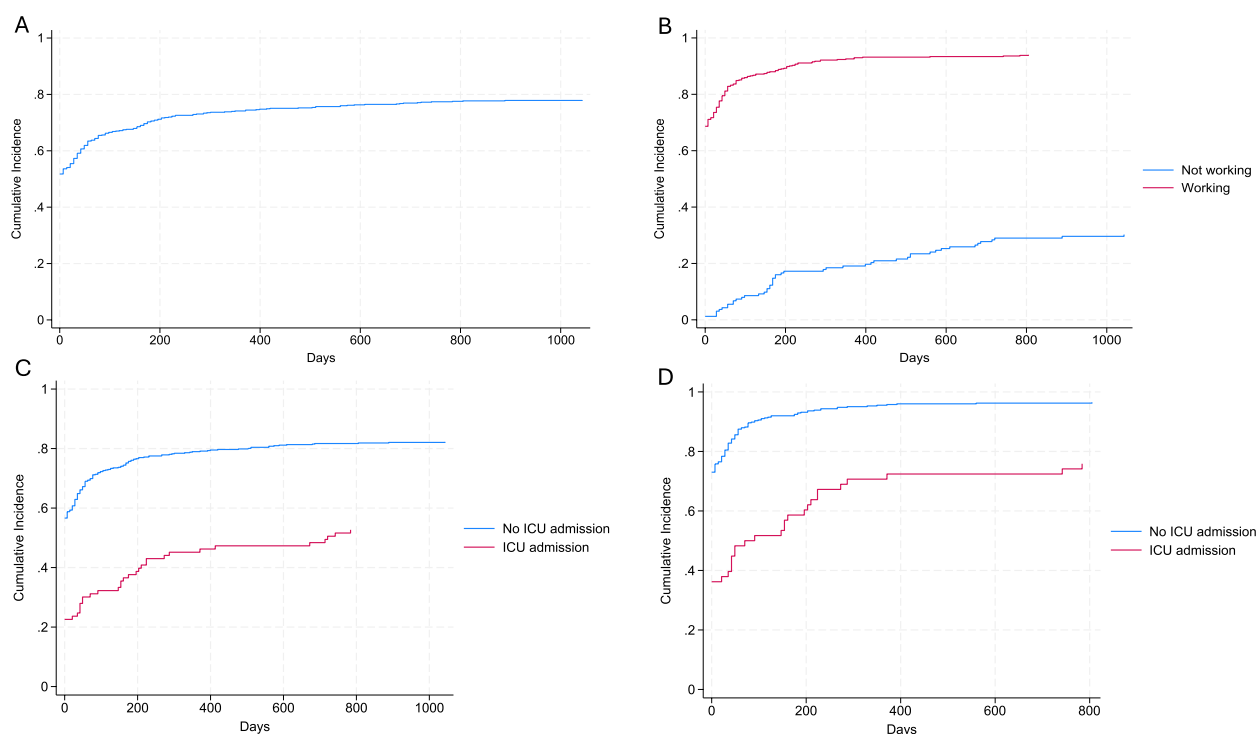 A
1
.8
.6
.4
.2
0
Cumulative Incidence
0 200 400 600 800 1000
Days
B
1
.8
.6
.4
.2
0
Cumulative Incidence
0 200 400 600 800 1000
Days
Not working
Working
C
1
.8
.6
.4
.2
0
Cumulative Incidence
0 200 400 600 800 1000
Days
No ICU admission
ICU admission
D
1
.8
.6
.4
.2
0
Cumulative Incidence
0 200 400 600 800
Days
No ICU admission
ICU admission